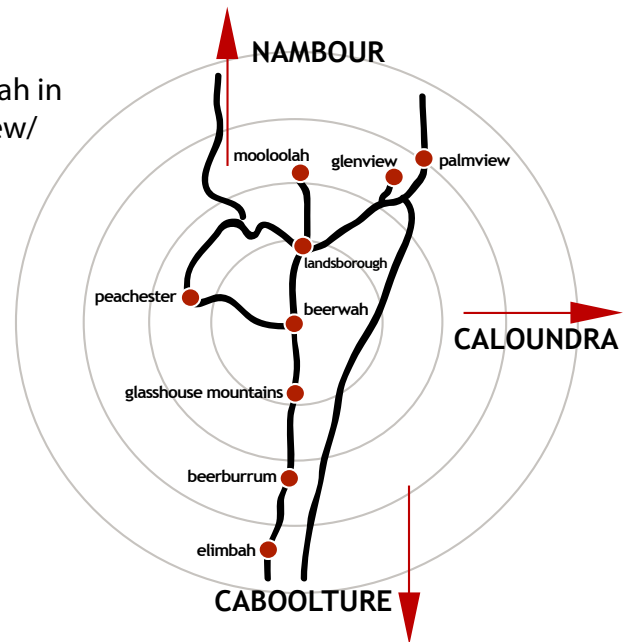 NAMBOUR
ah in
ew/
mooloolah
glenview
palmview
landsborough
peachester
beerwah
CALOUNDRA
glasshouse mountains
beerburrum
elimbah
CABOOLTURE